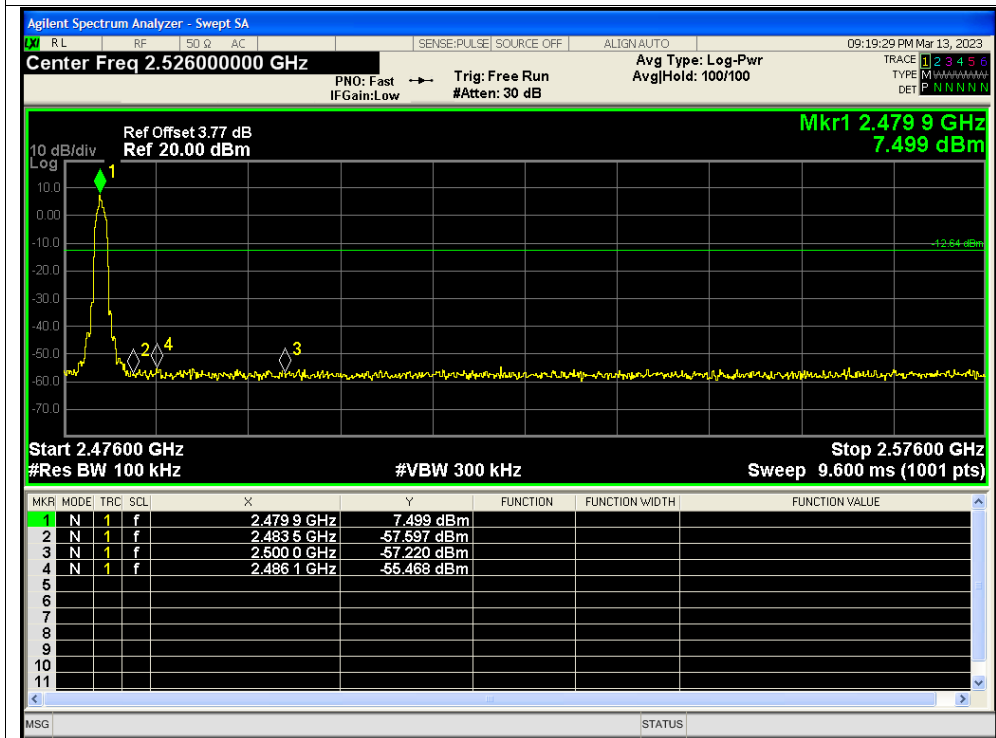 Agilent Spectrum Analyzer - Swept SA
LXI RL RF 50 Ω AC SENSE:PULSE SOURCE OFF ALIGNAUTO 09:19:29 PM Mar 13, 2023
Center Freq 2.526000000 GHz
PNO: Fast
IFGain:Low
Trig: Free Run
#Atten: 30 dB
Avg Type: Log-Pwr
Avg|Hold: 100/100
TRACE 1 2 3 4 5 6
TYPE M
DET P N N N N N
Mkr1 2.479 9 GHz
7.499 dBm
Ref Offset 3.77 dB
10 dB/div Ref 20.00 dBm
Log
10.0
0.00
-10.0
-20.0
-30.0
-40.0
-50.0
-60.0
-70.0
1
2
4
3
-12.64 dBm
Start 2.47600 GHz Stop 2.57600 GHz
#Res BW 100 kHz #VBW 300 kHz Sweep 9.600 ms (1001 pts)
MKR MODE TRC SCL X Y FUNCTION FUNCTION WIDTH FUNCTION VALUE
1 N 1 f 2.479 9 GHz 7.499 dBm
2 N 1 f 2.483 5 GHz -57.597 dBm
3 N 1 f 2.500 0 GHz -57.220 dBm
4 N 1 f 2.486 1 GHz -55.468 dBm
5
6
7
8
9
10
11
MSG STATUS